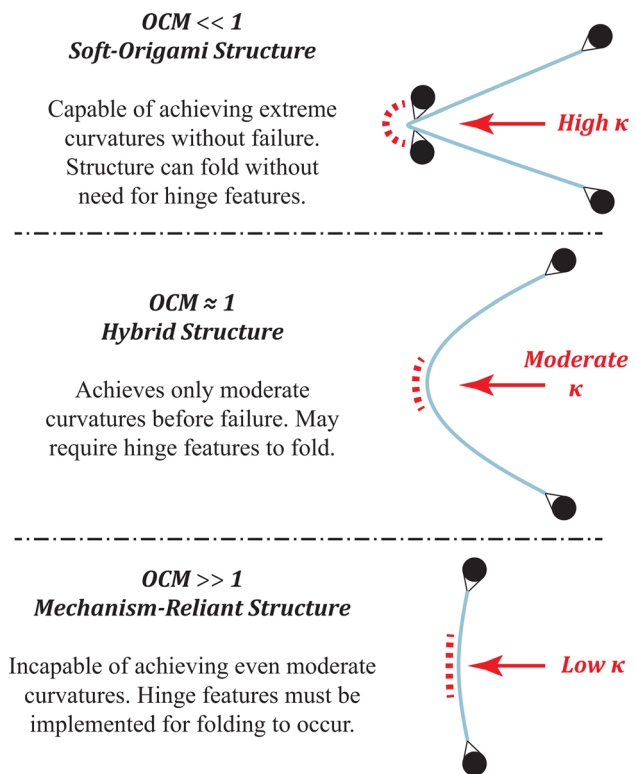 OCM << 1
Soft-Origami Structure
Capable of achieving extreme
curvatures without failure.
Structure can fold without
need for hinge features.
High κ
OCM ≈ 1
Hybrid Structure
Achieves only moderate
curvatures before failure. May
require hinge features to fold.
Moderate
κ
OCM >> 1
Mechanism-Reliant Structure
Incapable of achieving even moderate
curvatures. Hinge features must be
implemented for folding to occur.
Low κ